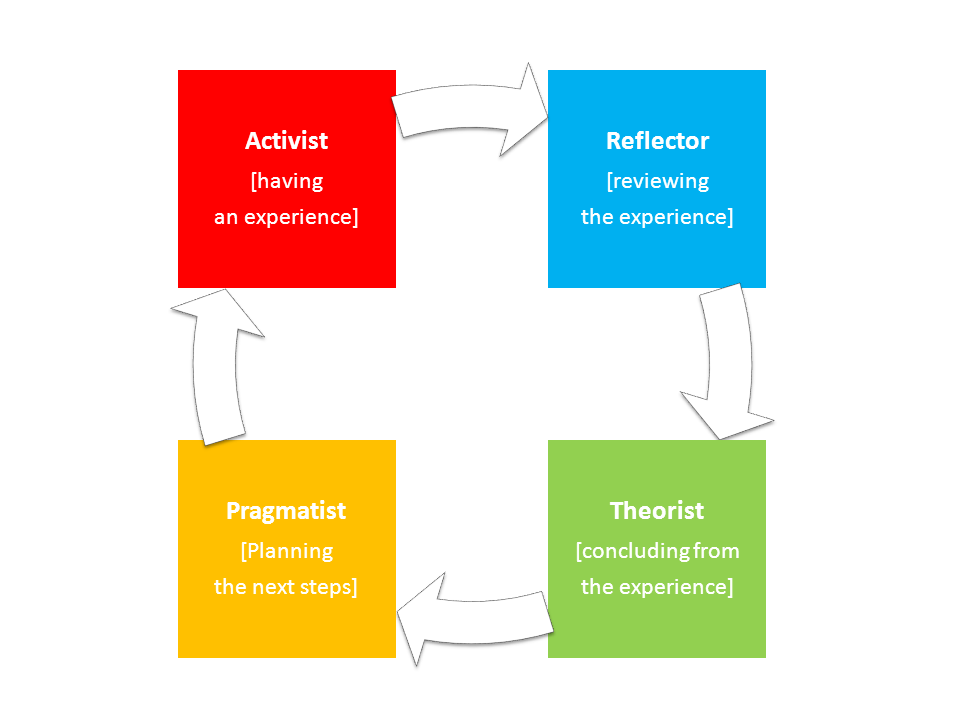 Activist
[having
an experience]
Reflector
[reviewing
the experience]
Pragmatist
[Planning
the next steps]
Theorist
[concluding from
the experience]